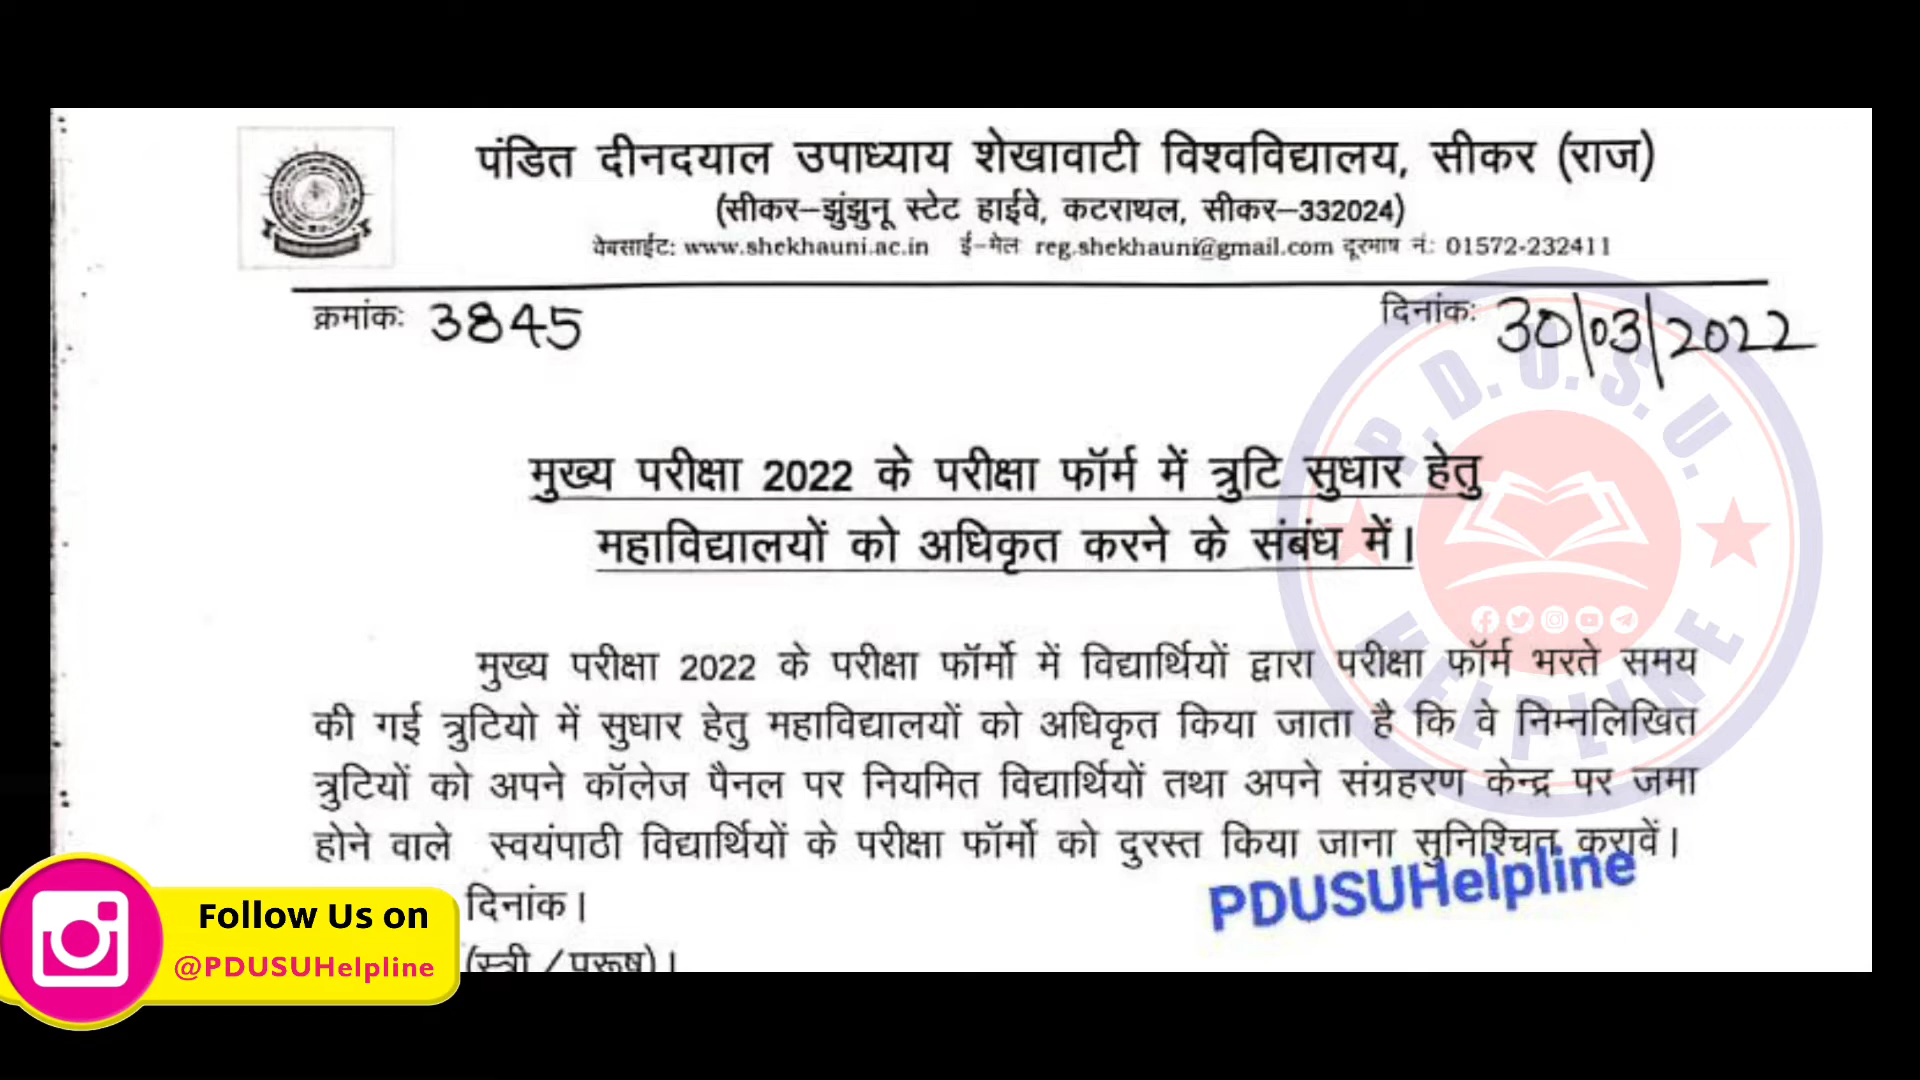 पंडित दीनदयाल उपाध्याय शेखावाटी विश्वविद्यालय, सीकर (राज)
(सीकर–झुंझुनू स्टेट हाईवे, कटराथल, सीकर–332024)
वेबसाईट: www.shekhauni.ac.in ई-मेल reg.shekhauni@gmail.com दूरभाष नं: 01572-232411
क्रमांक: 3845
दिनांक: 30/03/2022
मुख्य परीक्षा 2022 के परीक्षा फॉर्म में त्रुटि सुधार हेतु
महाविद्यालयों को अधिकृत करने के संबंध में।
मुख्य परीक्षा 2022 के परीक्षा फॉर्मो में विद्यार्थियों द्वारा परीक्षा फॉर्म भरते समय
की गई त्रुटियो में सुधार हेतु महाविद्यालयों को अधिकृत किया जाता है कि वे निम्नलिखित
त्रुटियों को अपने कॉलेज पैनल पर नियमित विद्यार्थियों तथा अपने संग्रहरण केन्द्र पर जमा
होने वाले स्वयंपाठी विद्यार्थियों के परीक्षा फॉर्मो को दुरस्त किया जाना सुनिश्चित करावें।
दिनांक।
(स्त्री/पुरूष)।
P.D.U.S.U.
HELPLINE
PDUSUHelpline
Follow Us on
@PDUSUHelpline